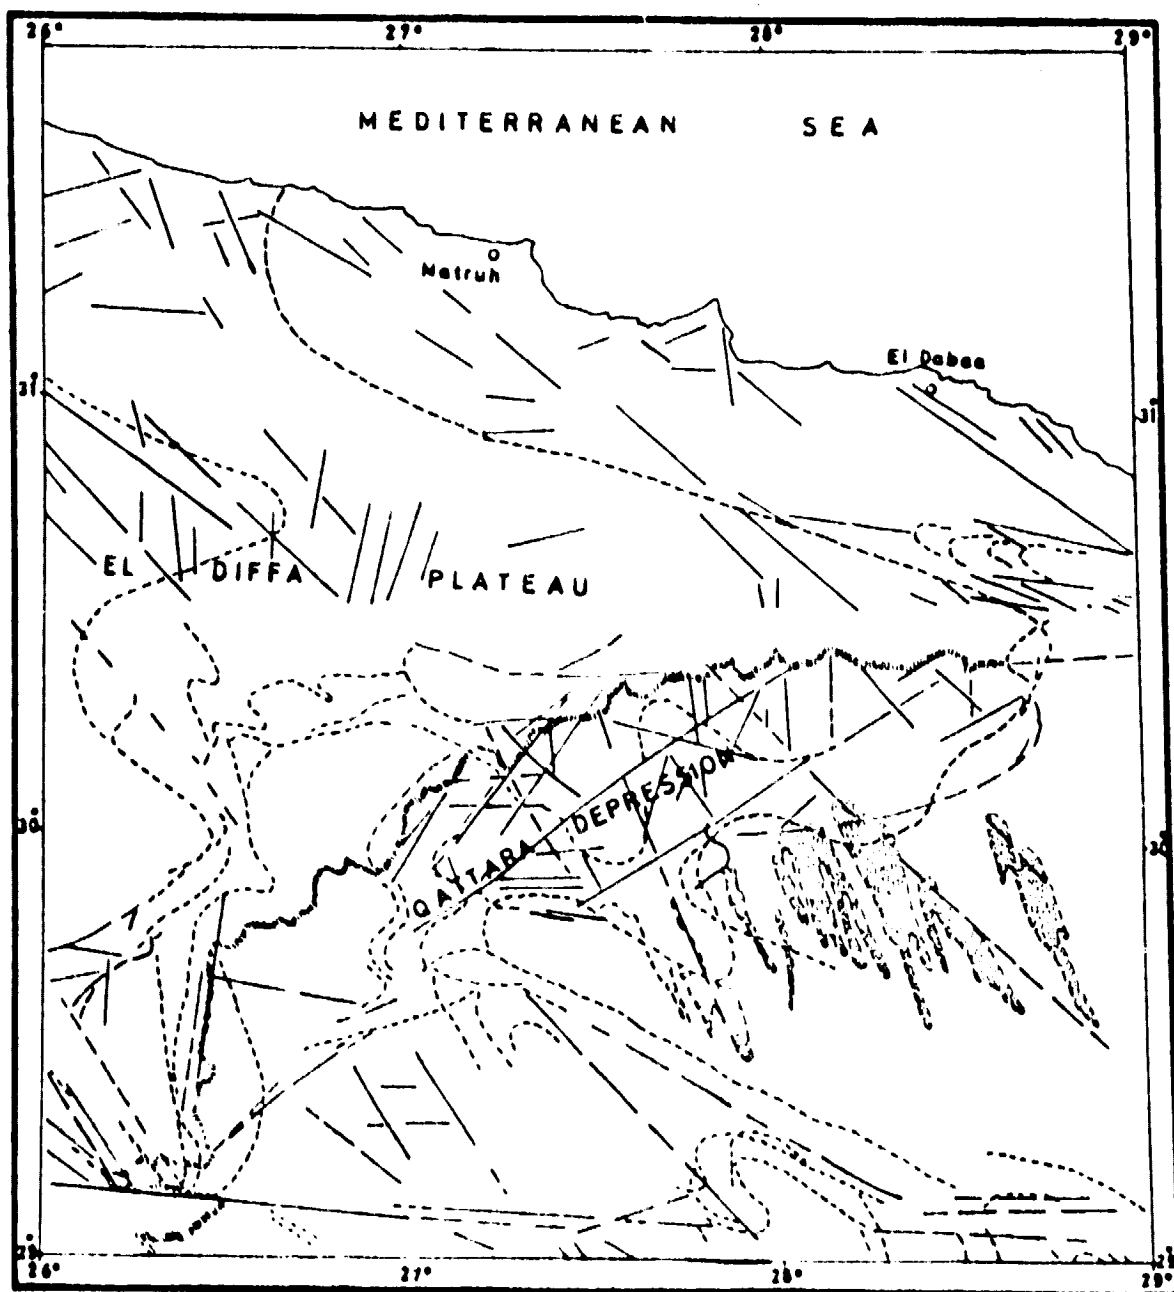 26° 27° 28° 29°
MEDITERRANEAN SEA
Matruh
El Dabaa
31° 31°
EL DIFFA PLATEAU
QATTARA DEPRESSION
30° 30°
26° 27° 28° 29°